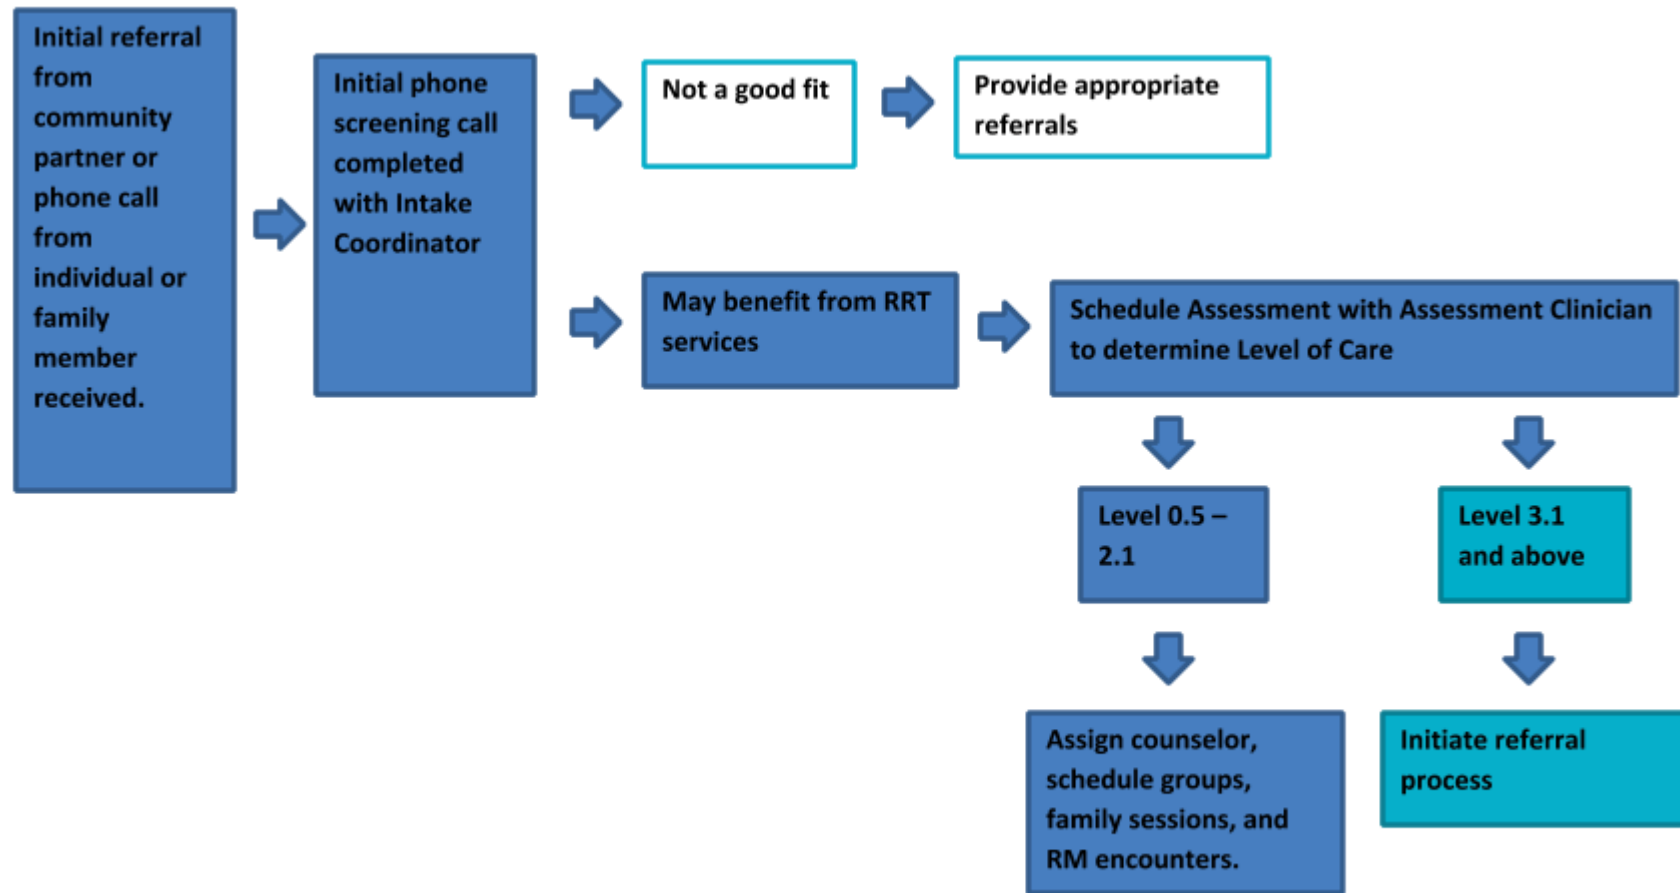 Initial referral
from
community
partner or
phone call
from
individual or
family
member
received.
Initial phone
screening call
completed
with Intake
Coordinator
Not a good fit
Provide appropriate
referrals
May benefit from RRT
services
Schedule Assessment with Assessment Clinician
to determine Level of Care
Level 0.5 –
2.1
Level 3.1
and above
Assign counselor,
schedule groups,
family sessions, and
RM encounters.
Initiate referral
process